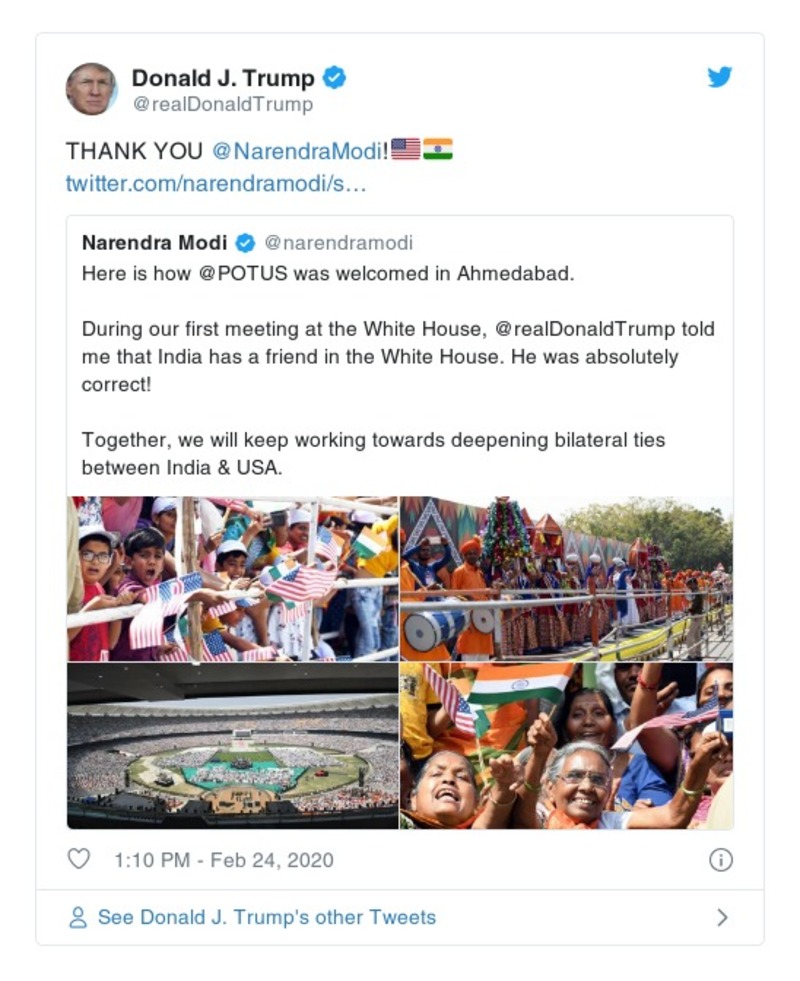 Donald J. Trump
@realDonaldTrump
THANK YOU @NarendraModi!🇺🇸🇮🇳
twitter.com/narendramodi/s…
Narendra Modi @narendramodi
Here is how @POTUS was welcomed in Ahmedabad.
During our first meeting at the White House, @realDonaldTrump told
me that India has a friend in the White House. He was absolutely
correct!
Together, we will keep working towards deepening bilateral ties
between India & USA.
1:10 PM - Feb 24, 2020
See Donald J. Trump's other Tweets